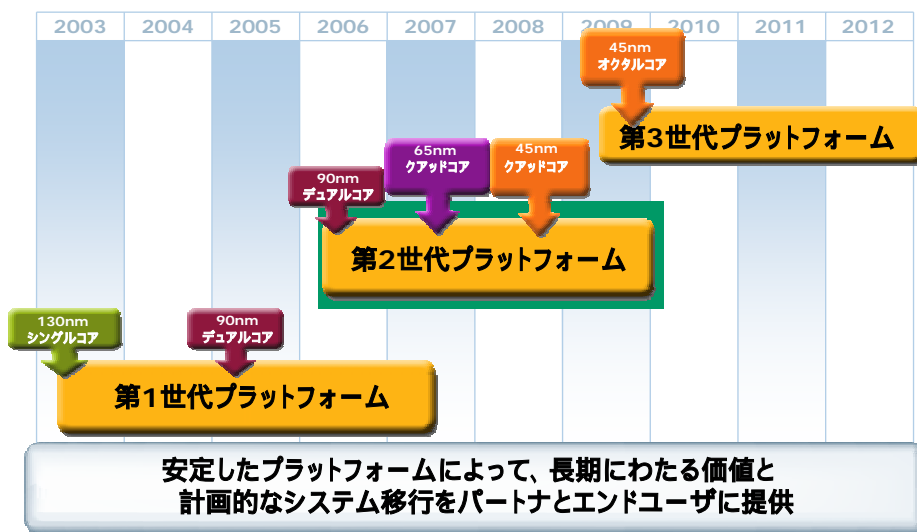 2003 2004 2005 2006 2007 2008 2009 2010 2011 2012
45nm
オクタルコア
第3世代プラットフォーム
65nm
クアッドコア
45nm
クアッドコア
90nm
デュアルコア
第2世代プラットフォーム
130nm
シングルコア
90nm
デュアルコア
第1世代プラットフォーム
安定したプラットフォームによって、長期にわたる価値と
計画的なシステム移行をパートナとエンドユーザに提供